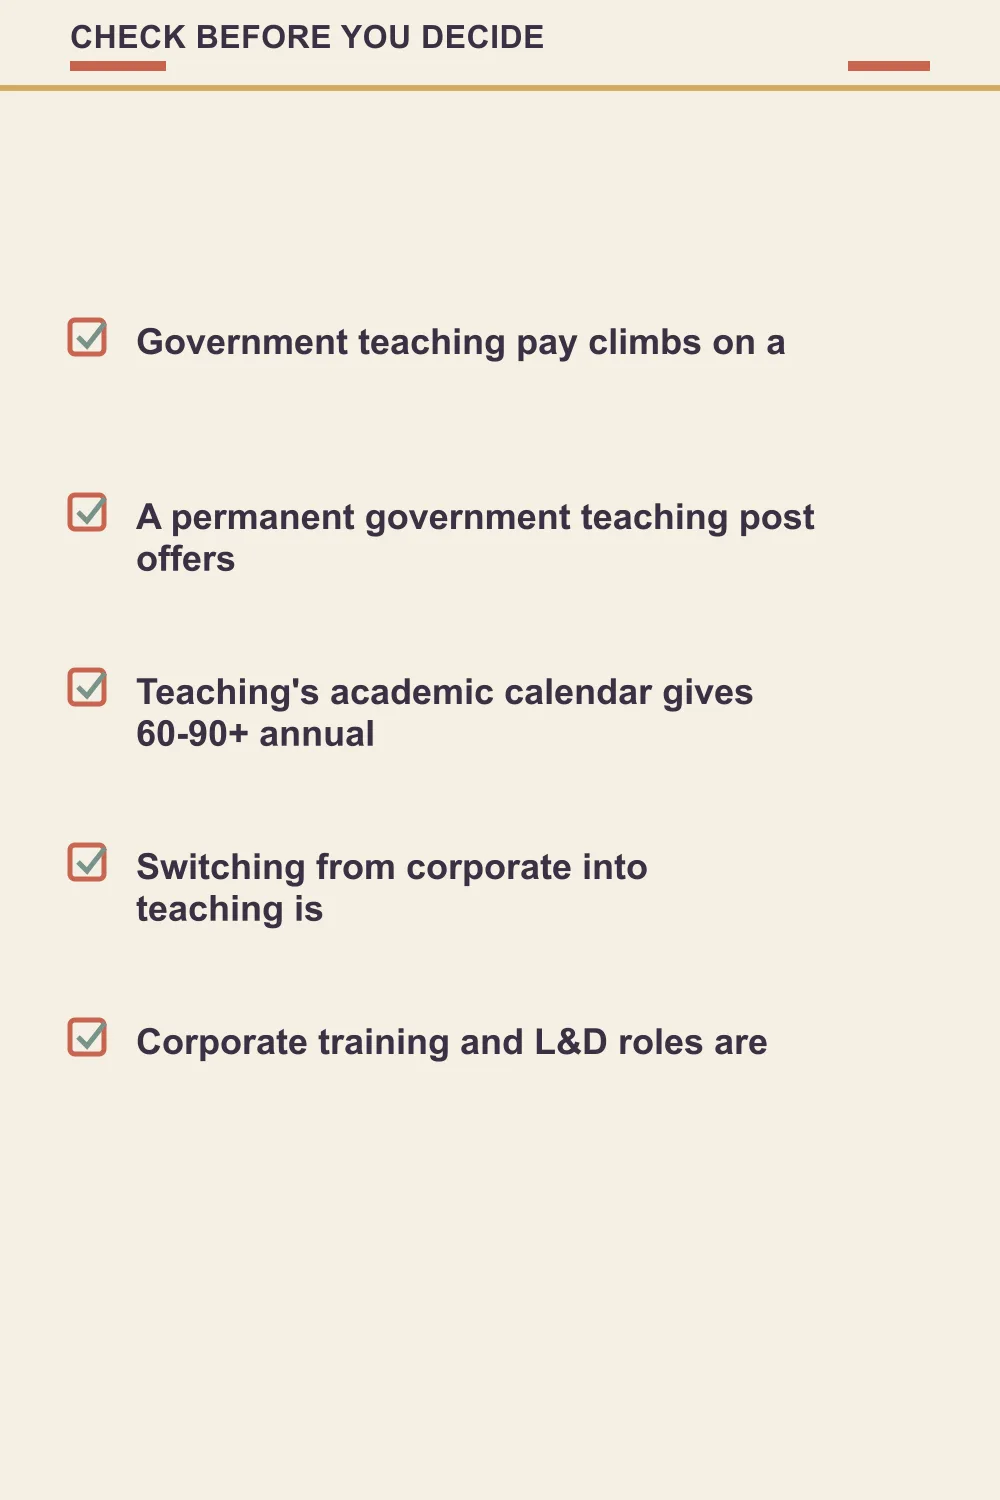 CHECK BEFORE YOU DECIDE
Government teaching pay climbs on a
A permanent government teaching post
offers
Teaching's academic calendar gives
60-90+ annual
Switching from corporate into
teaching is
Corporate training and L&D roles are